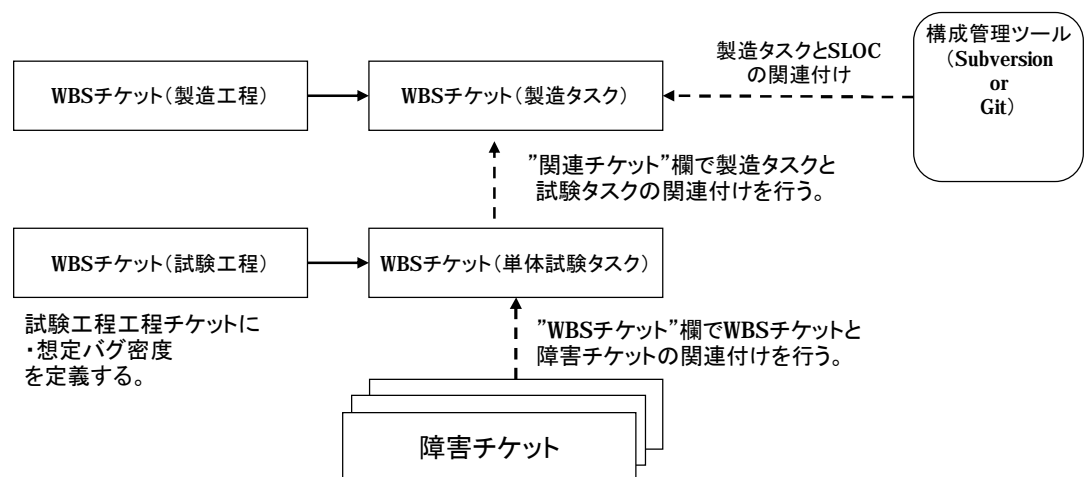 構成管理ツール
(Subversion
or
Git)
製造タスクとSLOC
の関連付け
WBSチケット(製造工程)
WBSチケット(製造タスク)
”関連チケット”欄で製造タスクと
試験タスクの関連付けを行う。
WBSチケット(試験工程)
WBSチケット(単体試験タスク)
試験工程工程チケットに
・想定バグ密度
を定義する。
”WBSチケット”欄でWBSチケットと
障害チケットの関連付けを行う。
障害チケット